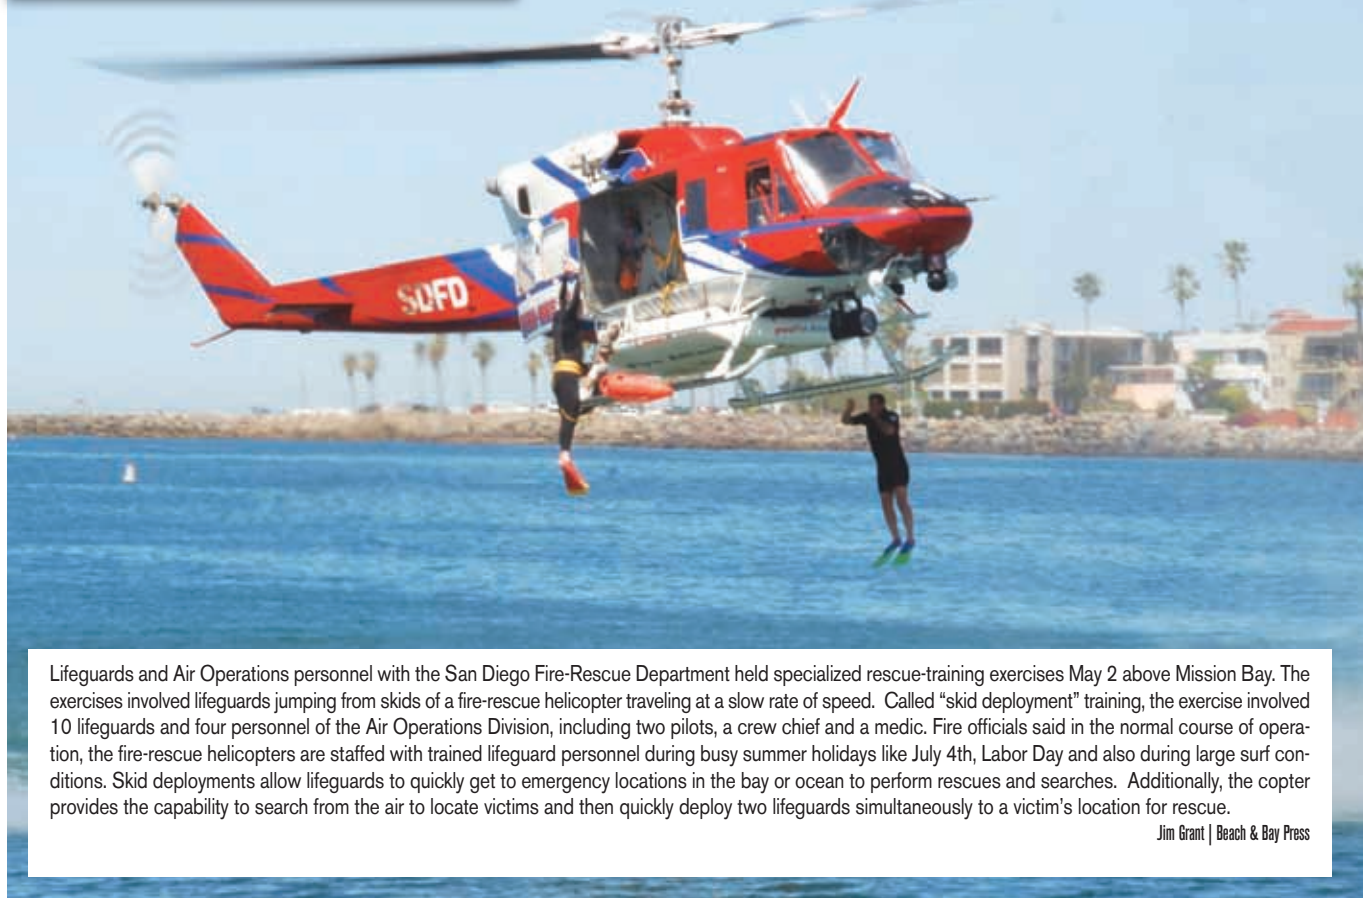 SDFD
Lifeguards and Air Operations personnel with the San Diego Fire-Rescue Department held specialized rescue-training exercises May 2 above Mission Bay. The
exercises involved lifeguards jumping from skids of a fire-rescue helicopter traveling at a slow rate of speed.  Called “skid deployment” training, the exercise involved
10 lifeguards and four personnel of the Air Operations Division, including two pilots, a crew chief and a medic. Fire officials said in the normal course of opera-
tion, the fire-rescue helicopters are staffed with trained lifeguard personnel during busy summer holidays like July 4th, Labor Day and also during large surf con-
ditions. Skid deployments allow lifeguards to quickly get to emergency locations in the bay or ocean to perform rescues and searches.  Additionally, the copter
provides the capability to search from the air to locate victims and then quickly deploy two lifeguards simultaneously to a victim’s location for rescue.
Jim Grant | Beach & Bay Press